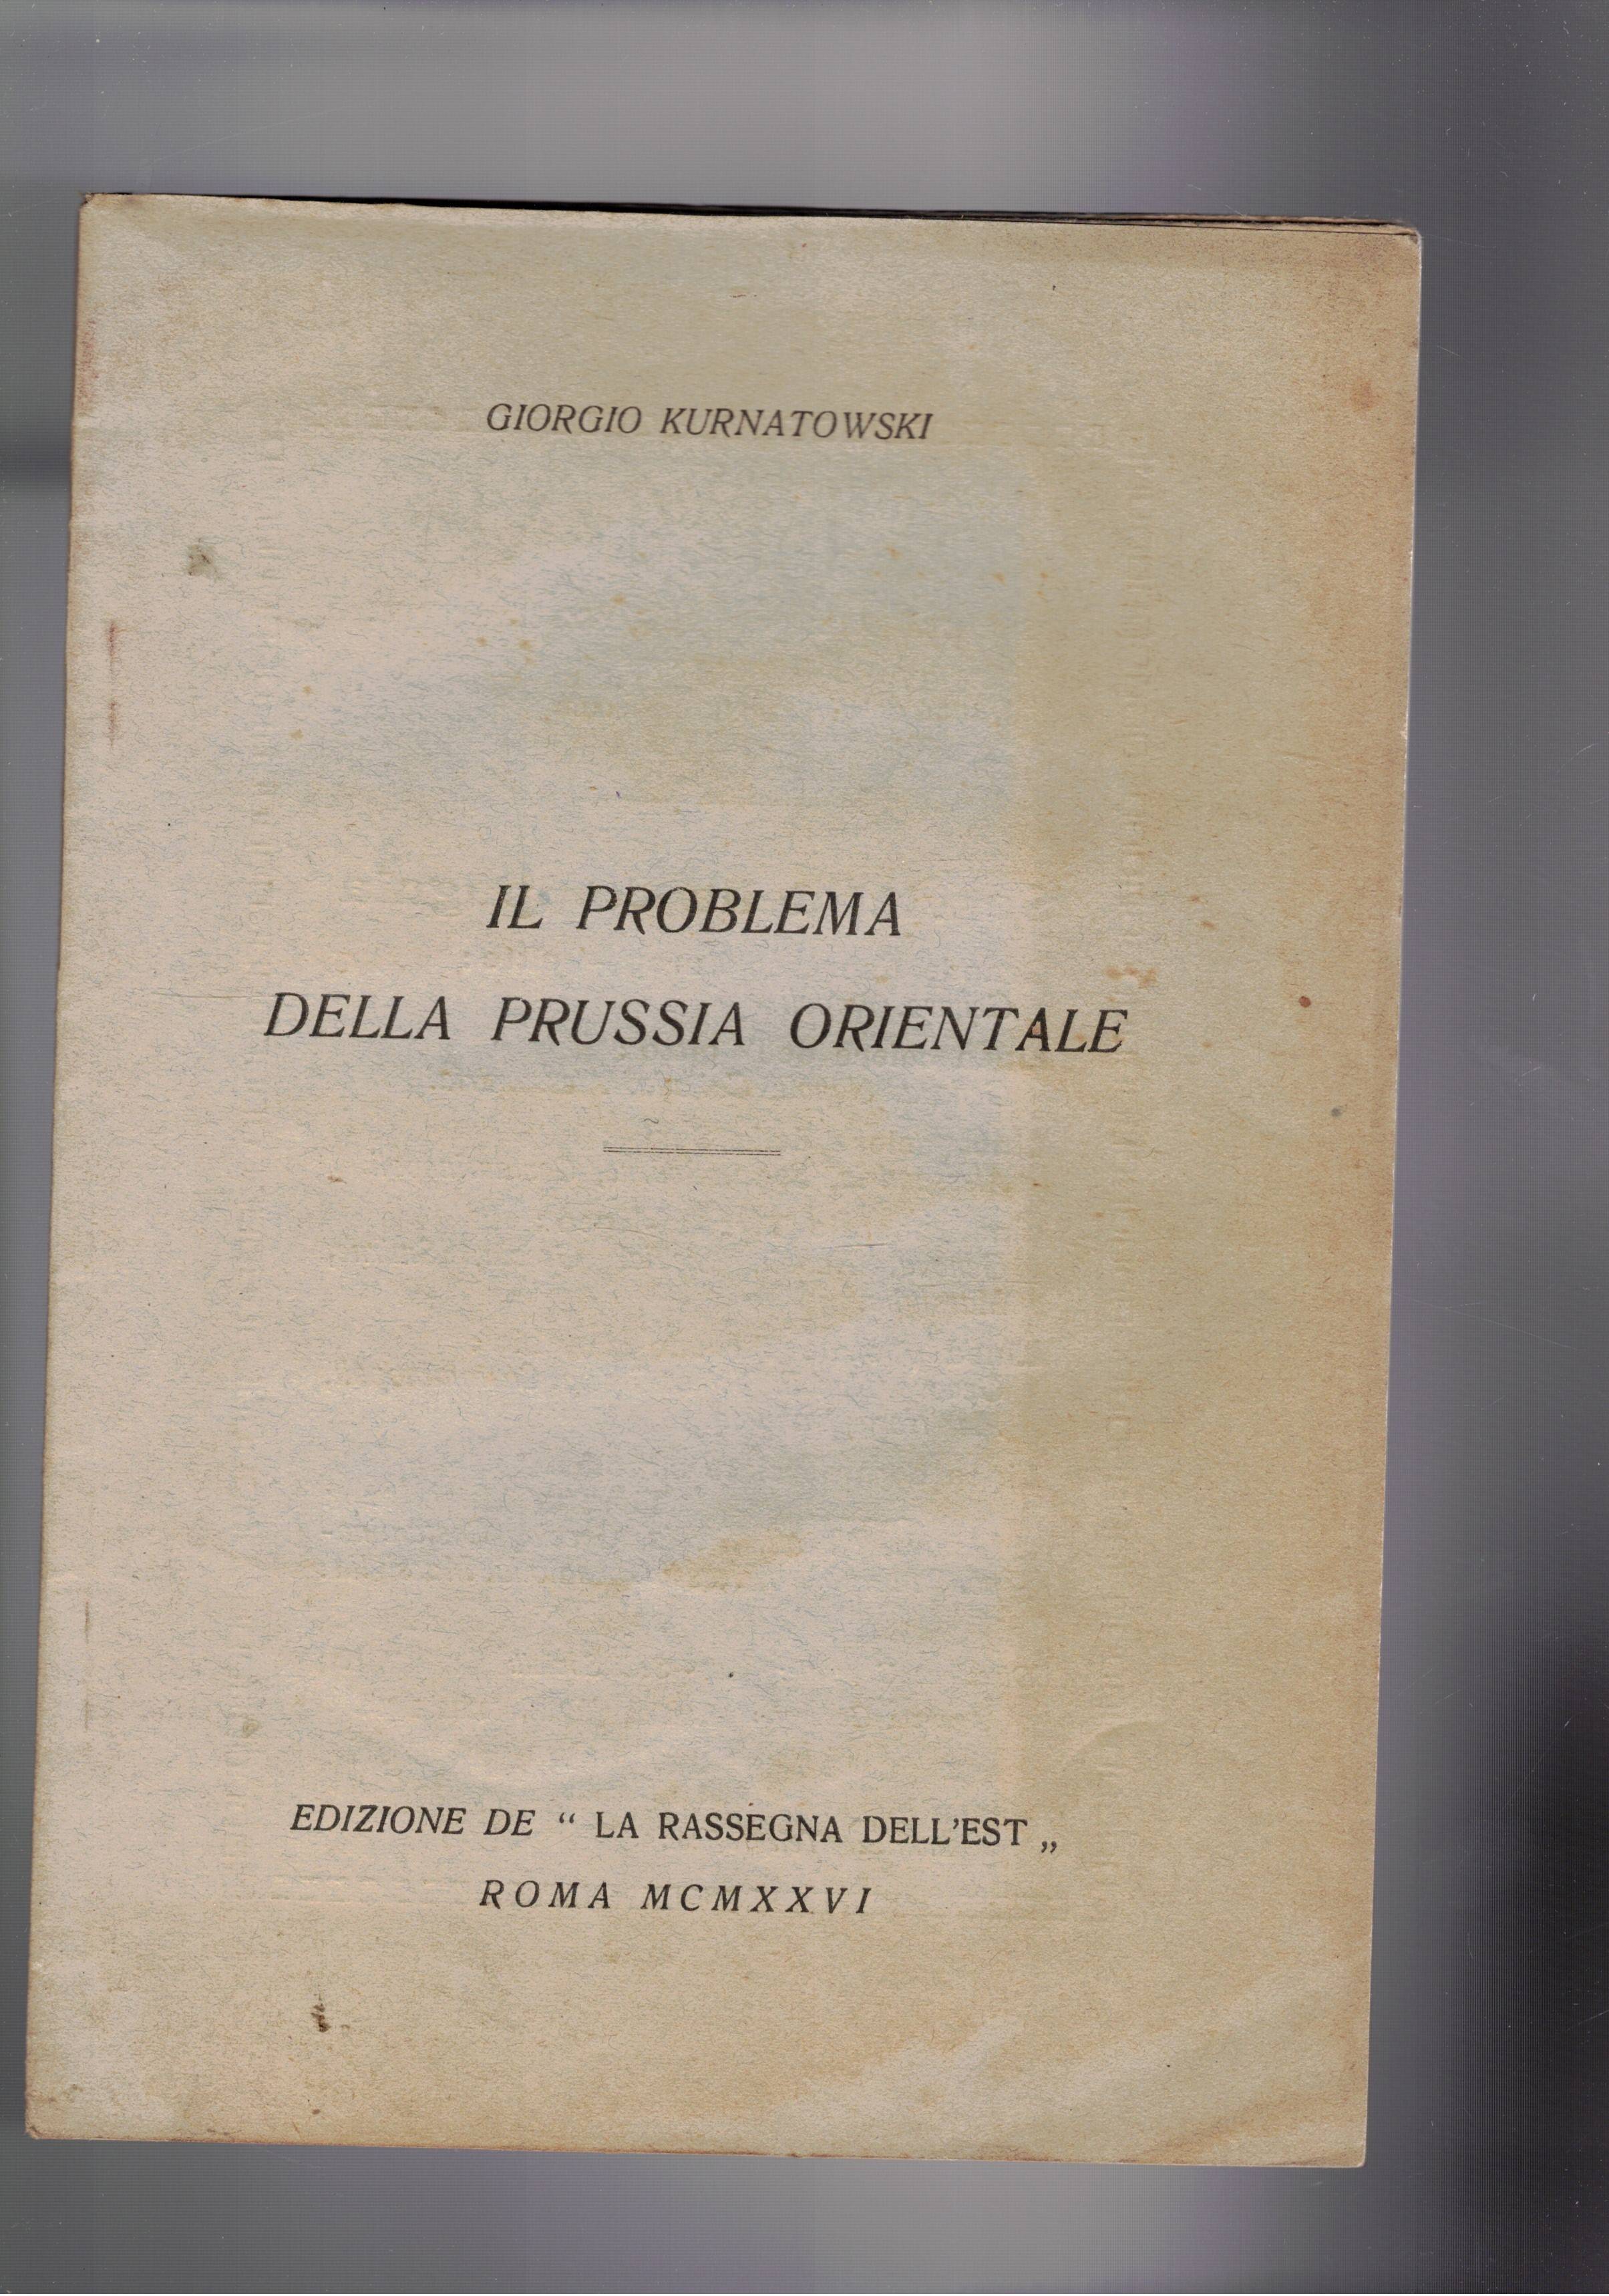 GIORGIO KURNATOWSKI
IL PROBLEMA
DELLA PRUSSIA ORIENTALE
EDIZIONE DE “ LA RASSEGNA DELL'EST „
ROMA MCMXXVI